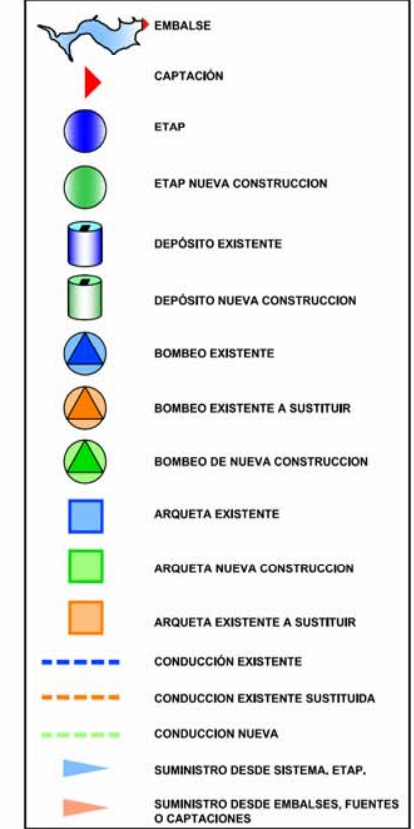 EMBALSE
CAPTACIÓN
ETAP
ETAP NUEVA CONSTRUCCION
DEPÓSITO EXISTENTE
DEPÓSITO NUEVA CONSTRUCCION
BOMBEO EXISTENTE
BOMBEO EXISTENTE A SUSTITUIR
BOMBEO DE NUEVA CONSTRUCCION
ARQUETA EXISTENTE
ARQUETA NUEVA CONSTRUCCION
ARQUETA EXISTENTE A SUSTITUIR
CONDUCCIÓN EXISTENTE
CONDUCCION EXISTENTE SUSTITUIDA
CONDUCCION NUEVA
SUMINISTRO DESDE SISTEMA. ETAP.
SUMINISTRO DESDE EMBALSES, FUENTES
O CAPTACIONES